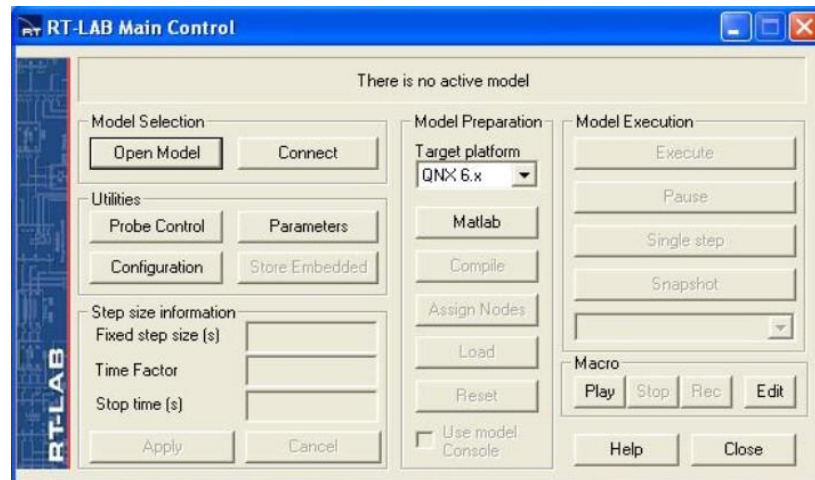 RT RT-LAB Main Control
There is no active model
Model Selection
Open Model
Connect
Utilities
Probe Control
Parameters
Configuration
Store Embedded
Step size information
Fixed step size (s)
Time Factor
Stop time (s)
Apply
Cancel
Model Preparation
Target platform
QNX 6.x
Matlab
Compile
Assign Nodes
Load
Reset
Use model
Console
Model Execution
Execute
Pause
Single step
Snapshot
Macro
Play
Stop
Rec
Edit
Help
Close
RT-LAB